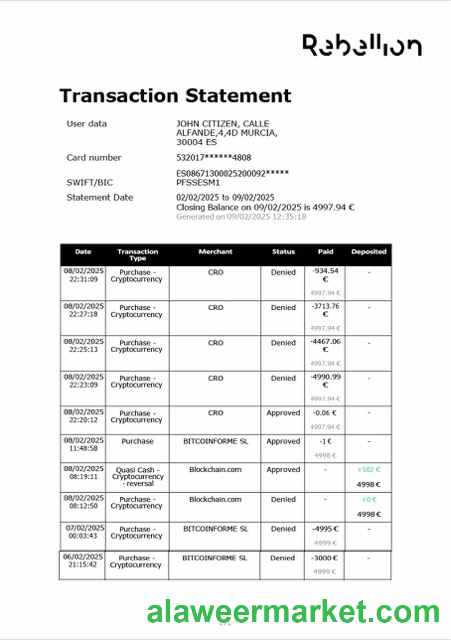 Rebellion
Transaction Statement
User data JOHN CITIZEN, CALLE
ALFANDE,4,4D MURCIA,
30004 ES
Card number 532017******4808
ES08671300025200092*****
SWIFT/BIC PFSSESM1
Statement Date 02/02/2025 to 09/02/2025
Closing Balance on 09/02/2025 is 4997.94 €
Generated on 09/02/2025 12:35:18
Date Transaction Type Merchant Status Paid Deposited
08/02/2025 22:31:09 Purchase - Cryptocurrency CRO Denied -934.54 € -
4997.94 €
08/02/2025 22:27:18 Purchase - Cryptocurrency CRO Denied -3713.76 € -
4997.94 €
08/02/2025 22:25:13 Purchase - Cryptocurrency CRO Denied -4467.06 € -
4997.94 €
08/02/2025 22:23:09 Purchase - Cryptocurrency CRO Denied -4990.99 € -
4997.94 €
08/02/2025 22:20:12 Purchase - Cryptocurrency CRO Approved -0.06 € -
4997.94 €
08/02/2025 11:48:58 Purchase BITCOINFORME SL Approved -1 € -
4998 €
08/02/2025 08:19:11 Quasi Cash - Cryptocurrency - reversal Blockchain.com Approved -
4998 €
08/02/2025 08:12:50 Purchase - Cryptocurrency Blockchain.com Denied - +0 €
4998 €
07/02/2025 00:03:43 Purchase - Cryptocurrency BITCOINFORME SL Denied -4995 € -
4999 €
06/02/2025 21:15:42 Purchase - Cryptocurrency BITCOINFORME SL Denied -3000 € -
4999 €
alaweermarket.com